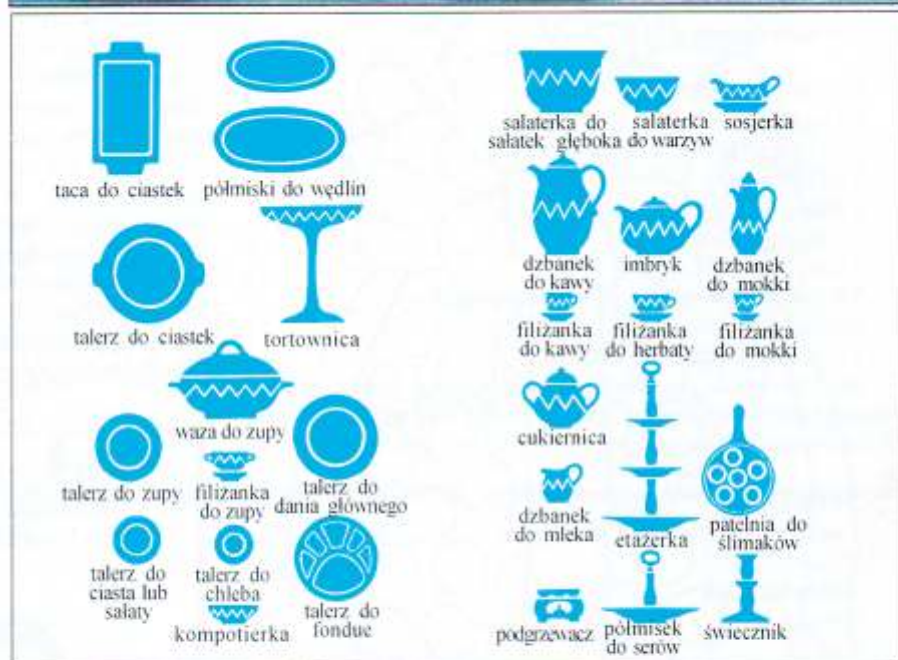 taca do ciastek
półmiski do wędlin
talerz do ciastek
tortownica
waza do zupy
talerz do zupy
filiżanka
do zupy
talerz do
dania głównego
talerz do
ciasta lub
sałaty
talerz do
chleba
kompotierka
talerz do
fondue
salaterka do
sałatek głęboka
salaterka
do warzyw
sosjerka
dzbanek
do kawy
imbryk
dzbanek
do mokki
filiżanka
do kawy
filiżanka
do herbaty
filiżanka
do mokki
cukiernica
dzbanek
do mleka
etażerka
patelnia do
ślimaków
podgrzewacz
półmisek
do serów
świecznik